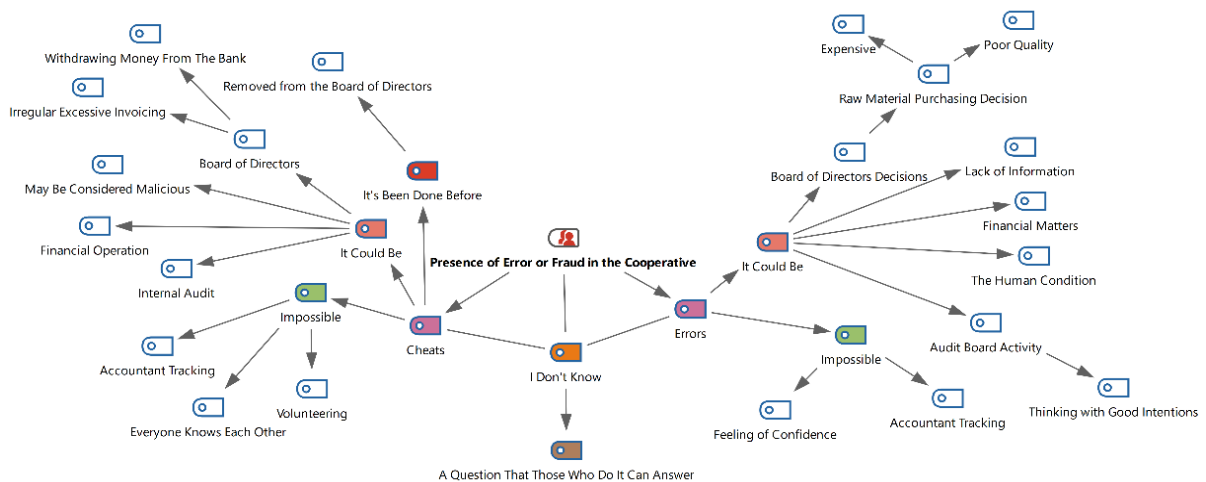 Withdrawing Money From The Bank
Removed from the Board of Directors
Irregular Excessive Invoicing
Board of Directors
May Be Considered Malicious
It's Been Done Before
Financial Operation
It Could Be
Internal Audit
Presence of Error or Fraud in the Cooperative
Impossible
Cheats
Accountant Tracking
Volunteering
Everyone Knows Each Other
I Don't Know
A Question That Those Who Do It Can Answer
Expensive
Poor Quality
Raw Material Purchasing Decision
Board of Directors Decisions
Lack of Information
Financial Matters
It Could Be
The Human Condition
Errors
Audit Board Activity
Impossible
Thinking with Good Intentions
Feeling of Confidence
Accountant Tracking